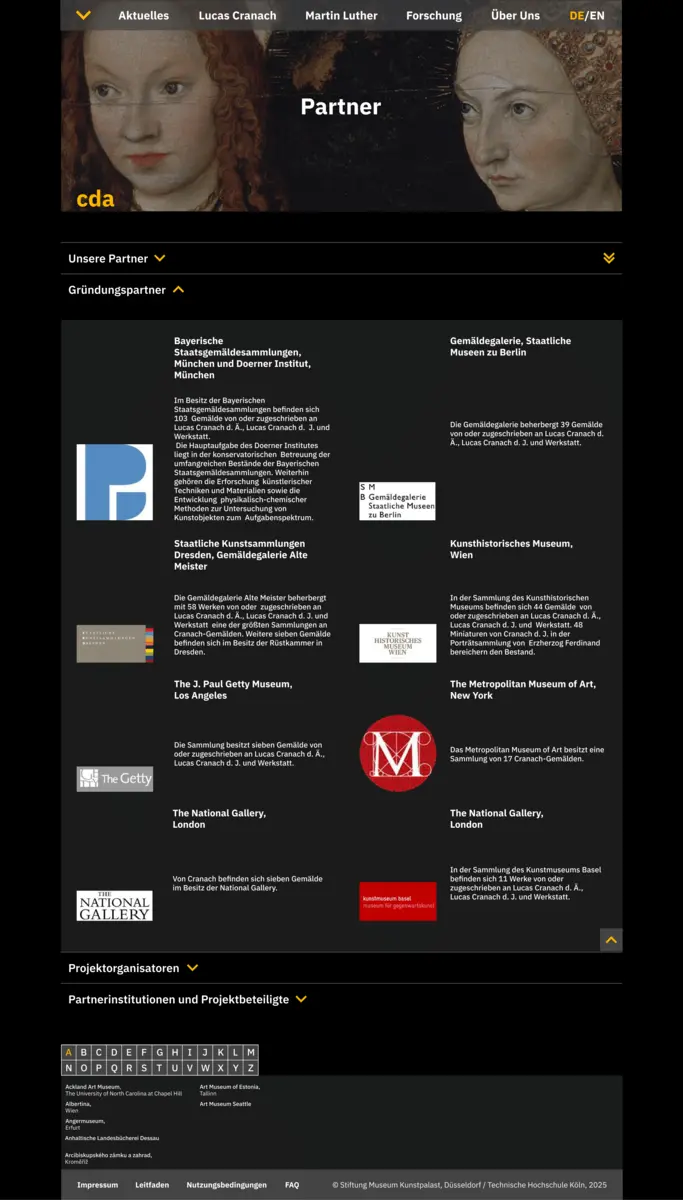 Aktuelles Lucas Cranach Martin Luther Forschung Über Uns DE/EN
Partner
cda
Unsere Partner
Gründungspartner
Bayerische
Staatsgemäldesammlungen,
München und Doerner Institut,
München
Im Besitz der Bayerischen
Staatsgemäldesammlungen befinden sich
103 Gemälde von oder zugeschrieben an
Lucas Cranach d. Ä., Lucas Cranach d. J. und
Werkstatt.
Die Hauptaufgabe des Doerner Institutes
liegt in der konservatorischen Betreuung der
umfangreichen Bestände der Bayerischen
Staatsgemäldesammlungen. Weiterhin
gehören die Erforschung künstlerischer
Techniken und Materialien sowie die
Entwicklung physikalisch-chemischer
Methoden zur Untersuchung von
Kunstobjekten zum Aufgabenspektrum.
Gemäldegalerie, Staatliche
Museen zu Berlin
Die Gemäldegalerie beherbergt 39 Gemälde
von oder zugeschrieben an Lucas Cranach d.
Ä., Lucas Cranach d. J. und Werkstatt.
S M
B Gemäldegalerie
Staatliche Museen
zu Berlin
Staatliche Kunstsammlungen
Dresden, Gemäldegalerie Alte
Meister
Die Gemäldegalerie Alte Meister beherbergt
mit 58 Werken von oder zugeschrieben an
Lucas Cranach d. Ä., Lucas Cranach d. J. und
Werkstatt eine der größten Sammlungen an
Cranach-Gemälden. Weitere sieben Gemälde
befinden sich im Besitz der Rüstkammer in
Dresden.
Kunsthistorisches Museum,
Wien
KUNST
HISTORISCHES
MUSEUM
WIEN
In der Sammlung des Kunsthistorischen
Museums befinden sich 44 Gemälde von
oder zugeschrieben an Lucas Cranach d. Ä.,
Lucas Cranach d. J. und Werkstatt. 48
Miniaturen von Cranach d. J. in der
Porträtsammlung von Erzherzog Ferdinand
bereichern den Bestand.
The J. Paul Getty Museum,
Los Angeles
The Getty
Die Sammlung besitzt sieben Gemälde von
oder zugeschrieben an Lucas Cranach d. Ä.,
Lucas Cranach d. J. und Werkstatt.
The Metropolitan Museum of Art,
New York
M
Das Metropolitan Museum of Art besitzt eine
Sammlung von 17 Cranach-Gemälden.
The National Gallery,
London
THE
NATIONAL
GALLERY
Von Cranach befinden sich sieben Gemälde
im Besitz der National Gallery.
The National Gallery,
London
kunstmuseum basel
museum für gegenwartskunst
In der Sammlung des Kunstmuseums Basel
befinden sich 11 Werke von oder
zugeschrieben an Lucas Cranach d. Ä.,
Lucas Cranach d. J. und Werkstatt.
Projektorganisatoren
Partnerinstitutionen und Projektbeteiligte
A B C D E F G H I J K L M
N O P Q R S T U V W X Y Z
Ackland Art Museum,
The University of North Carolina at Chapel Hill
Albertina,
Wien
Angermuseum,
Erfurt
Anhaltische Landesbücherei Dessau
Arcibiskupského zámku a zahrad,
Kroměříž
Art Museum of Estonia,
Tallinn
Art Museum Seattle
Impressum Leitfaden Nutzungsbedingungen FAQ © Stiftung Museum Kunstpalast, Düsseldorf / Technische Hochschule Köln, 2025